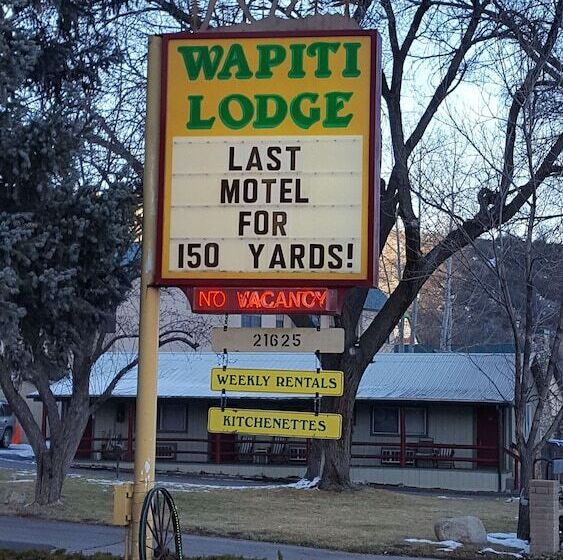 WAPITI
LODGE
LAST
MOTEL
FOR
150 YARDS!
NO VACANCY
21625
WEEKLY RENTALS
KITCHENETTES